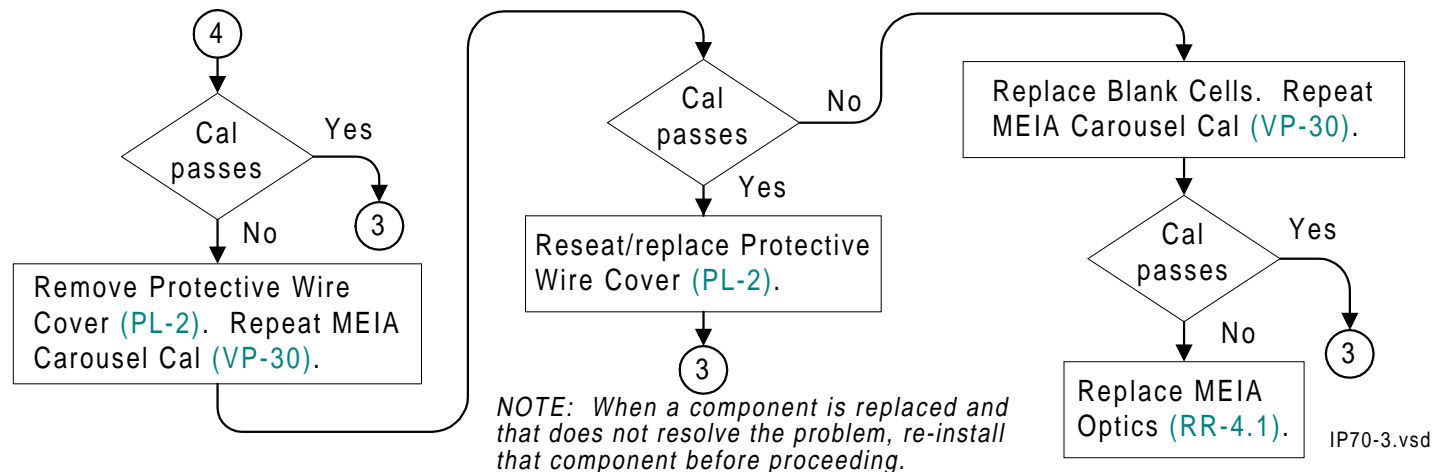 4
Cal
passes
Yes
3
No
Remove Protective Wire
Cover (PL-2). Repeat MEIA
Carousel Cal (VP-30).
Cal
passes
No
Yes
Reseat/replace Protective
Wire Cover (PL-2).
3
NOTE: When a component is replaced and
that does not resolve the problem, re-install
that component before proceeding.
Replace Blank Cells. Repeat
MEIA Carousel Cal (VP-30).
Cal
passes
Yes
3
No
Replace MEIA
Optics (RR-4.1).
IP70-3.vsd